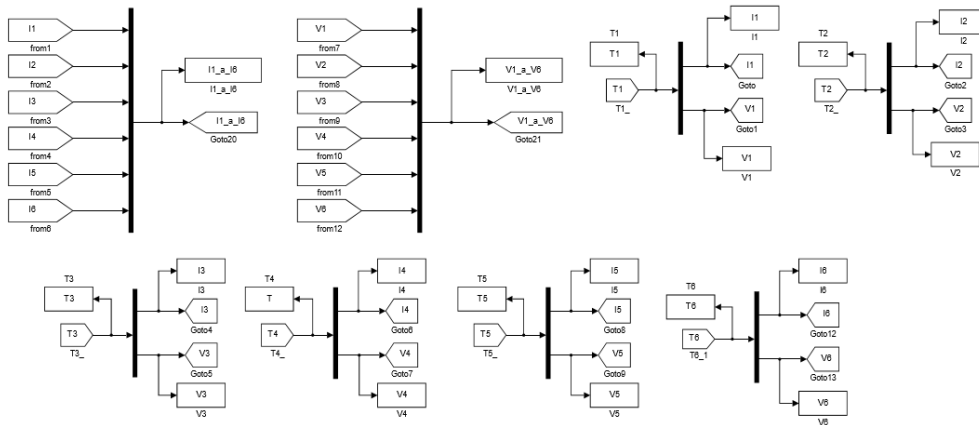 I1
from1
I2
from2
I3
from3
I4
from4
I5
from5
I6
from6
I1_a_I6
I1_a_I6
I1_a_I6
Goto20
V1
from7
V2
from8
V3
from9
V4
from10
V5
from11
V6
from12
V1_a_V6
V1_a_V6
V1_a_V6
Goto21
T1
T1
T1
T1_
I1
I1
I1
Goto
V1
Goto1
V1
V1
T2
T2
T2
T2_
I2
I2
I2
Goto2
V2
Goto3
V2
V2
T3
T3
T3
T3_
I3
I3
I3
Goto4
V3
Goto5
V3
V3
T4
T
T4
T4_
I4
I4
I4
Goto6
V4
Goto7
V4
V4
T5
T5
T5
T5_
I5
I5
I5
Goto8
V5
Goto9
V5
V5
T6
T6
T6
T6_1
I6
I6
I6
Goto12
V6
Goto13
V6
V6